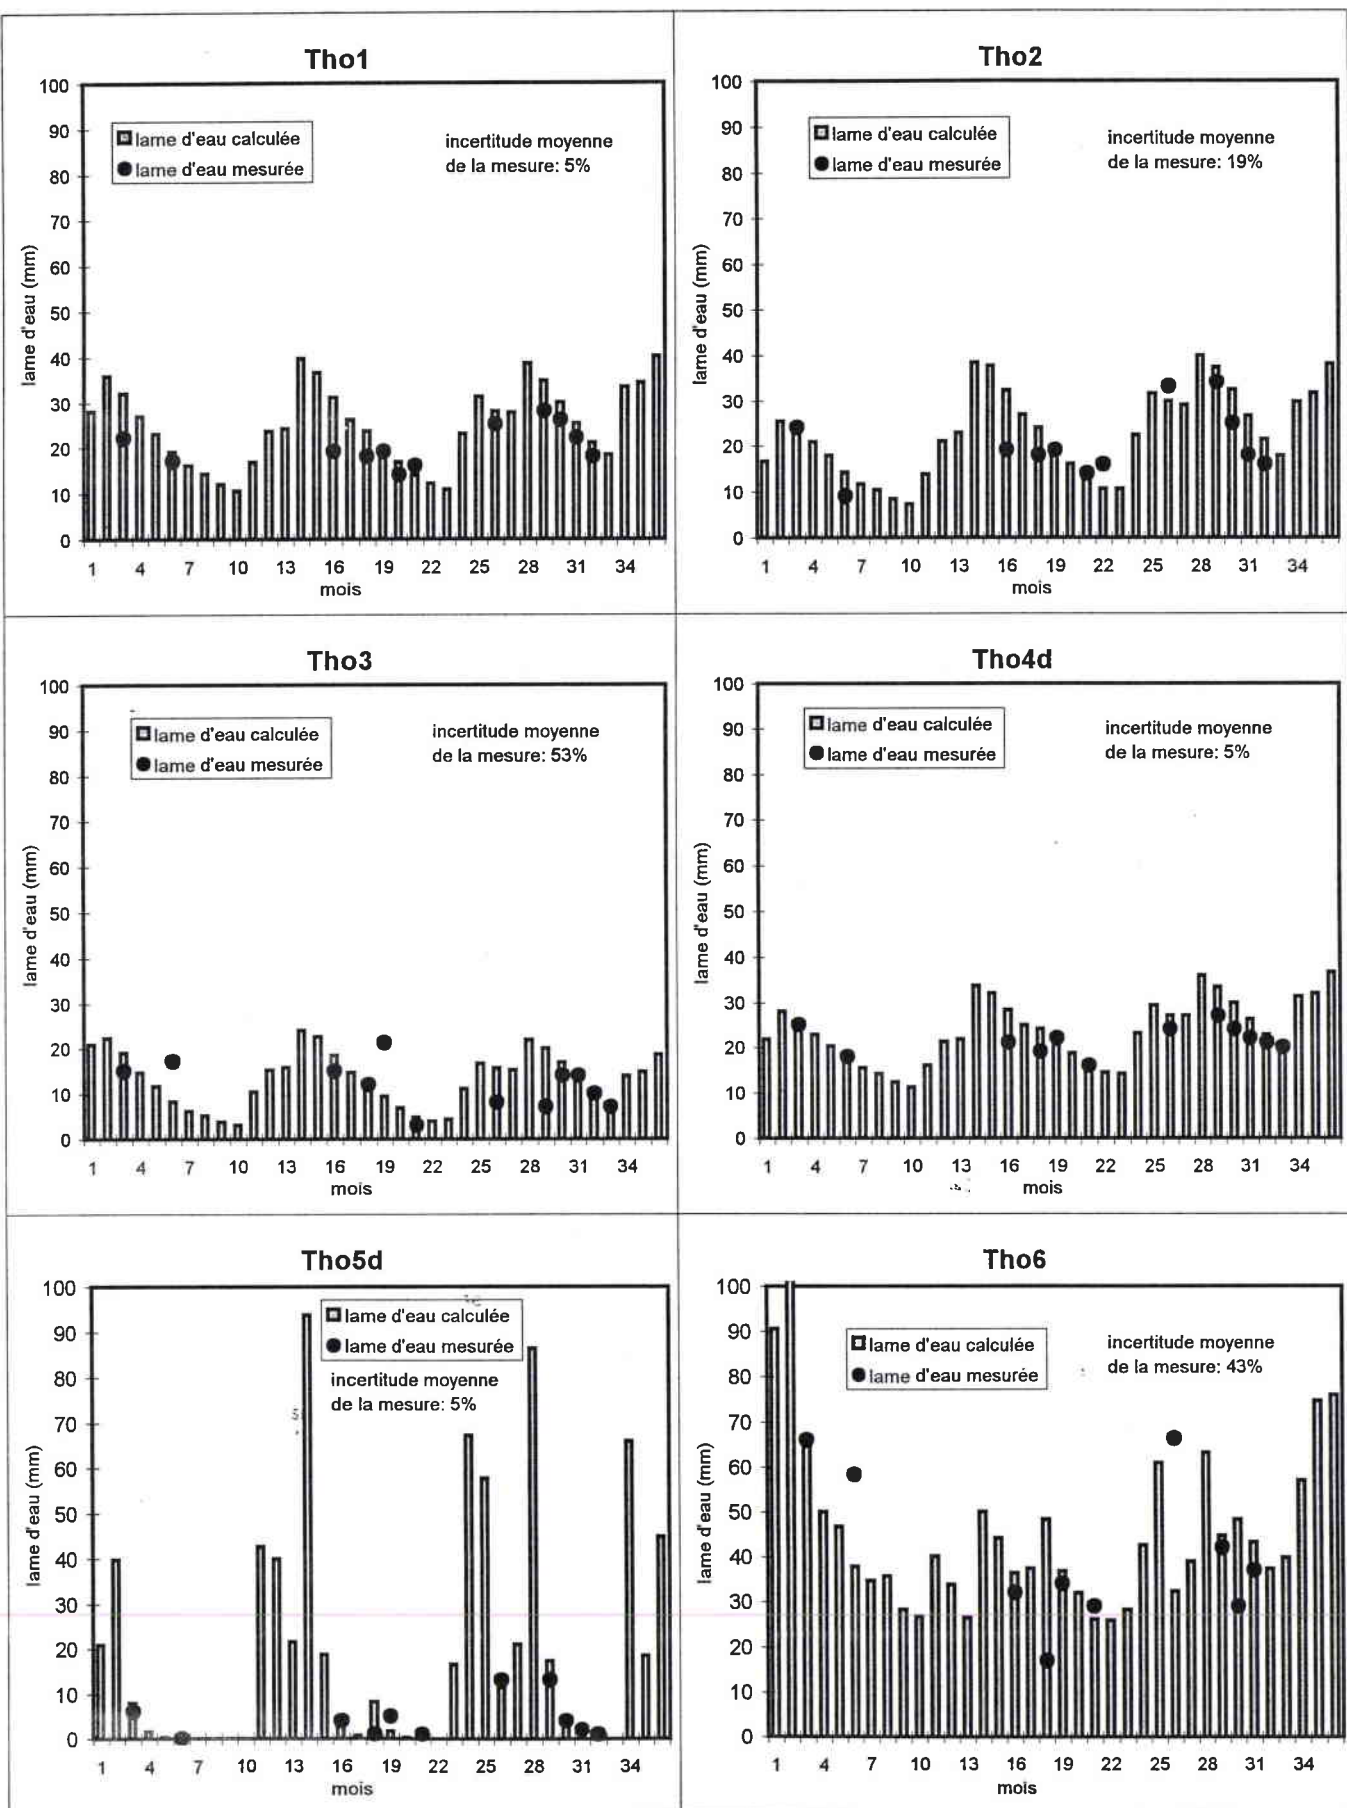 Tho1
100
90
80
70
60
50
40
30
20
10
0
lame d'eau (mm)
lame d'eau calculée
lame d'eau mesurée
incertitude moyenne
de la mesure: 5%
1 4 7 10 13 16 19 22 25 28 31 34
mois
Tho2
100
90
80
70
60
50
40
30
20
10
0
lame d'eau (mm)
lame d'eau calculée
lame d'eau mesurée
incertitude moyenne
de la mesure: 19%
1 4 7 10 13 16 19 22 25 28 31 34
mois
Tho3
100
90
80
70
60
50
40
30
20
10
0
lame d'eau (mm)
lame d'eau calculée
lame d'eau mesurée
incertitude moyenne
de la mesure: 53%
1 4 7 10 13 16 19 22 25 28 31 34
mois
Tho4d
100
90
80
70
60
50
40
30
20
10
0
lame d'eau (mm)
lame d'eau calculée
lame d'eau mesurée
incertitude moyenne
de la mesure: 5%
1 4 7 10 13 16 19 22 25 28 31 34
mois
Tho5d
100
90
80
70
60
50
40
30
20
10
0
lame d'eau (mm)
lame d'eau calculée
lame d'eau mesurée
incertitude moyenne
de la mesure: 5%
1 4 7 10 13 16 19 22 25 28 31 34
mois
Tho6
100
90
80
70
60
50
40
30
20
10
0
lame d'eau (mm)
lame d'eau calculée
lame d'eau mesurée
incertitude moyenne
de la mesure: 43%
1 4 7 10 13 16 19 22 25 28 31 34
mois